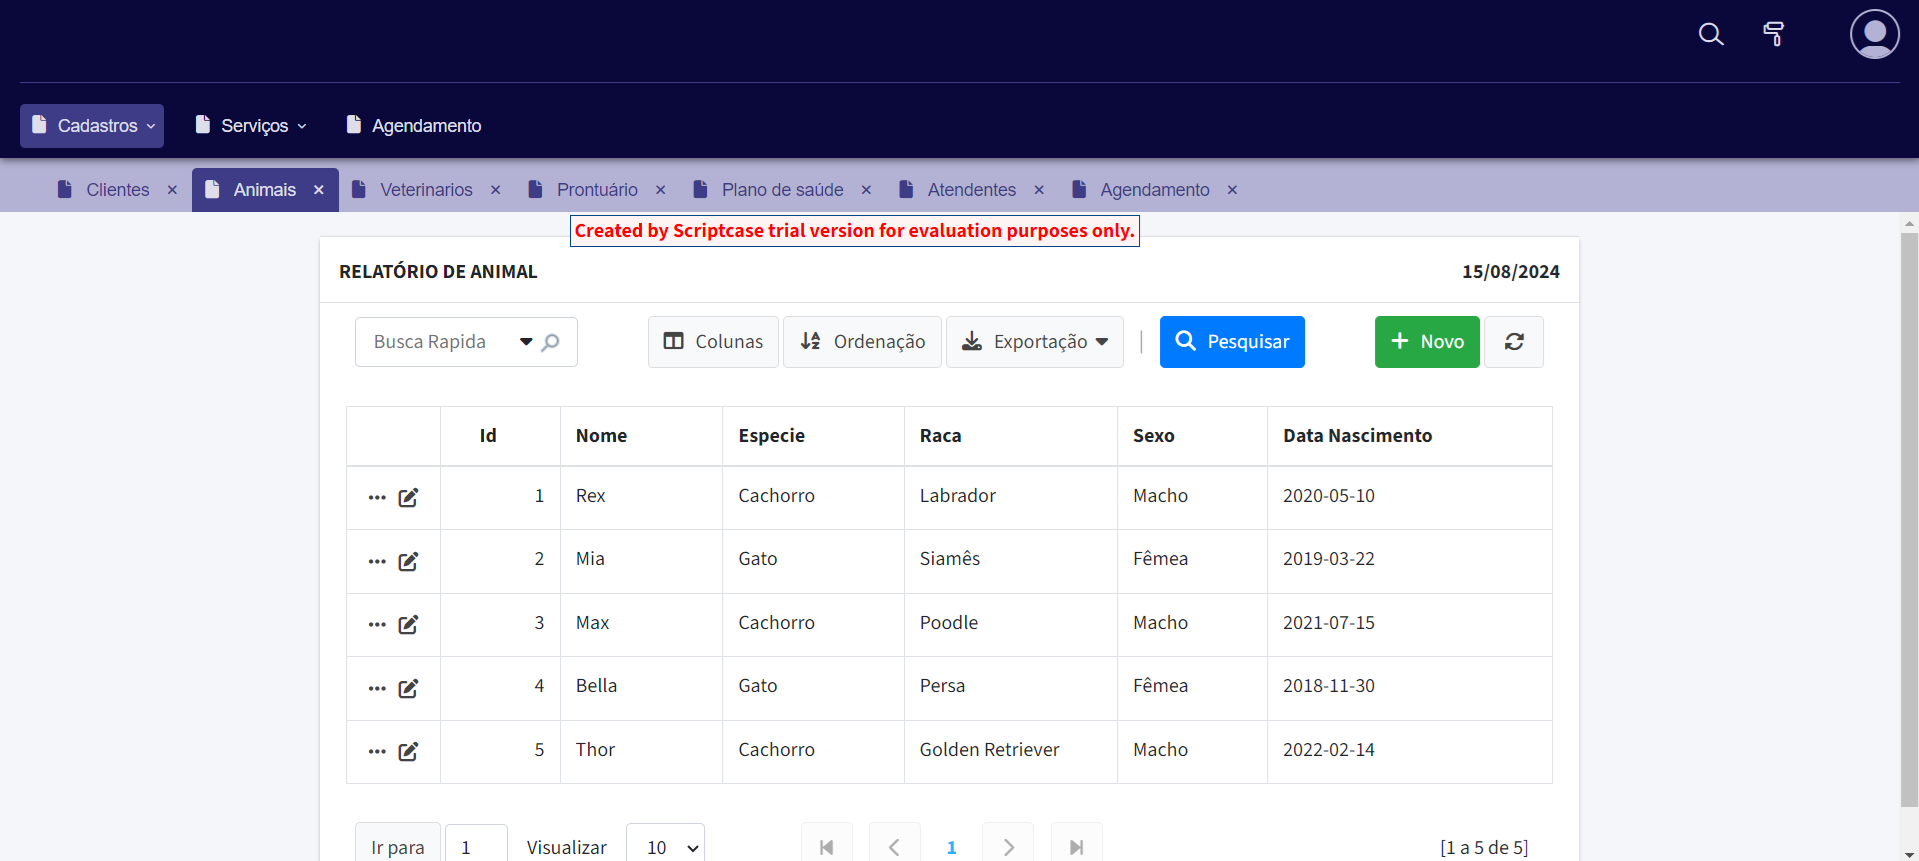 Cadastros Serviços Agendamento
Clientes × Animais × Veterinarios × Prontuário × Plano de saúde × Atendentes × Agendamento ×
Created by Scriptcase trial version for evaluation purposes only.
RELATÓRIO DE ANIMAL 15/08/2024
Busca Rapida Colunas Ordenação Exportação | Pesquisar + Novo
Id Nome Especie Raca Sexo Data Nascimento
1 Rex Cachorro Labrador Macho 2020-05-10
2 Mia Gato Siamês Fêmea 2019-03-22
3 Max Cachorro Poodle Macho 2021-07-15
4 Bella Gato Persa Fêmea 2018-11-30
5 Thor Cachorro Golden Retriever Macho 2022-02-14
Ir para 1 Visualizar 10 1 [1 a 5 de 5]